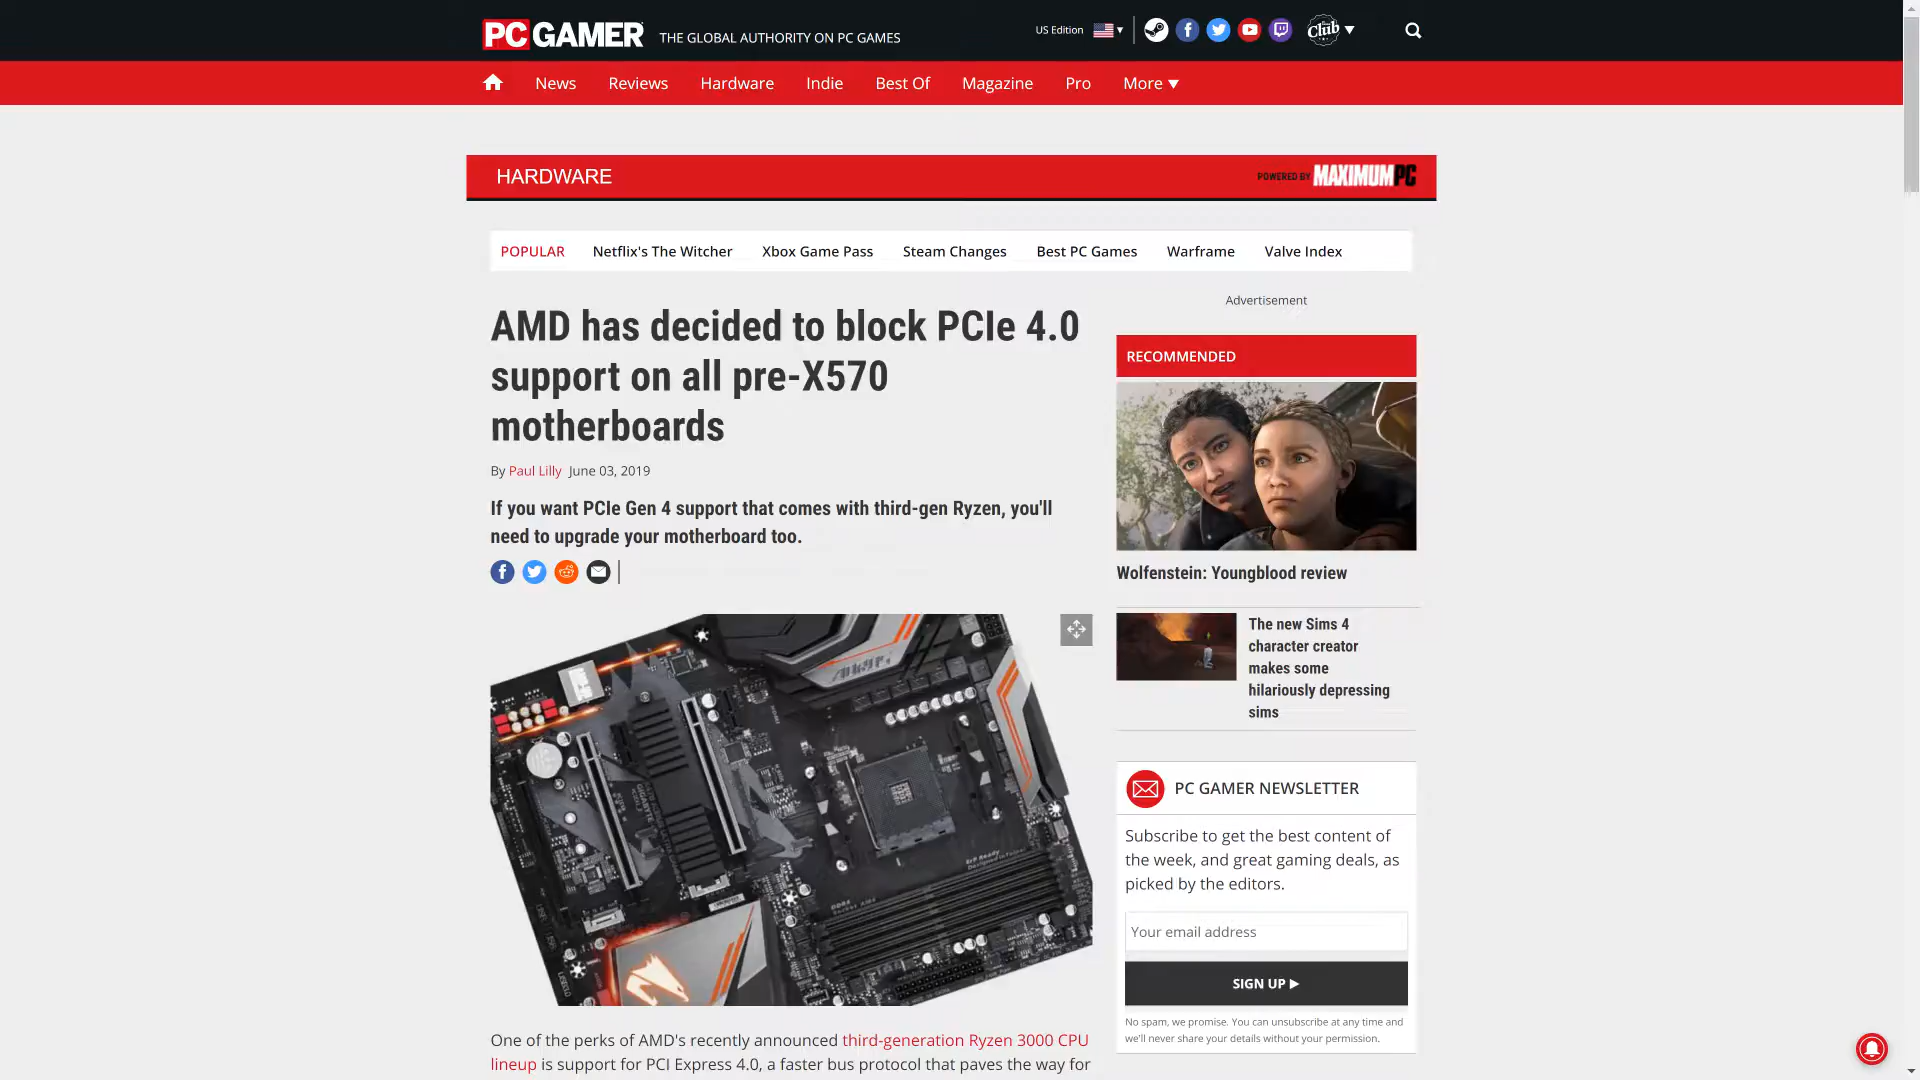 PC GAMER THE GLOBAL AUTHORITY ON PC GAMES
US Edition
Club
News Reviews Hardware Indie Best Of Magazine Pro More
HARDWARE
POWERED BY MAXIMUMPC
POPULAR Netflix's The Witcher Xbox Game Pass Steam Changes Best PC Games Warframe Valve Index
AMD has decided to block PCIe 4.0
support on all pre-X570
motherboards
By Paul Lilly June 03, 2019
If you want PCIe Gen 4 support that comes with third-gen Ryzen, you'll
need to upgrade your motherboard too.
One of the perks of AMD's recently announced third-generation Ryzen 3000 CPU
lineup is support for PCI Express 4.0, a faster bus protocol that paves the way for
Advertisement
RECOMMENDED
Wolfenstein: Youngblood review
The new Sims 4
character creator
makes some
hilariously depressing
sims
PC GAMER NEWSLETTER
Subscribe to get the best content of
the week, and great gaming deals, as
picked by the editors.
Your email address
SIGN UP
No spam, we promise. You can unsubscribe at any time and
we'll never share your details without your permission.